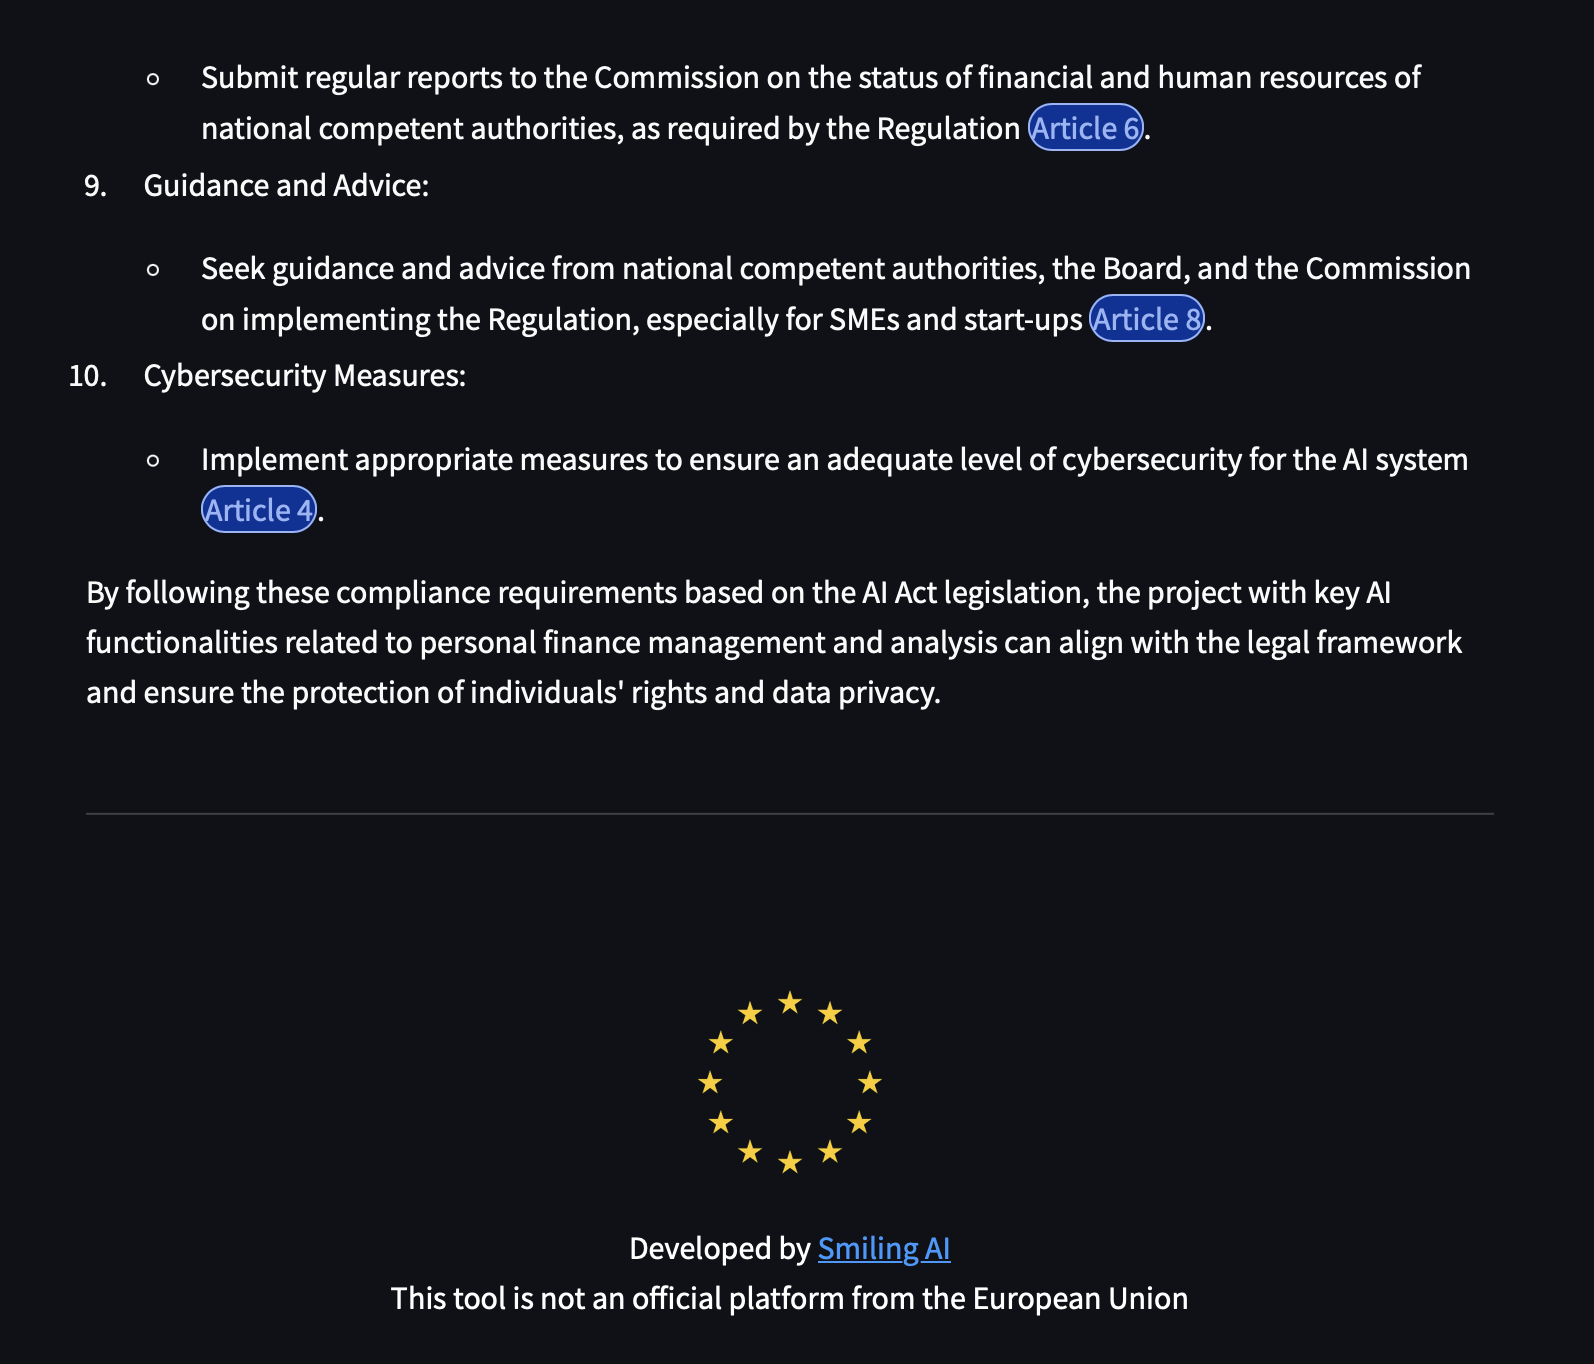 Submit regular reports to the Commission on the status of financial and human resources of
national competent authorities, as required by the Regulation Article 6.
9. Guidance and Advice:
Seek guidance and advice from national competent authorities, the Board, and the Commission
on implementing the Regulation, especially for SMEs and start-ups Article 8.
10. Cybersecurity Measures:
Implement appropriate measures to ensure an adequate level of cybersecurity for the AI system
Article 4.
By following these compliance requirements based on the AI Act legislation, the project with key AI
functionalities related to personal finance management and analysis can align with the legal framework
and ensure the protection of individuals' rights and data privacy.
Developed by Smiling AI
This tool is not an official platform from the European Union